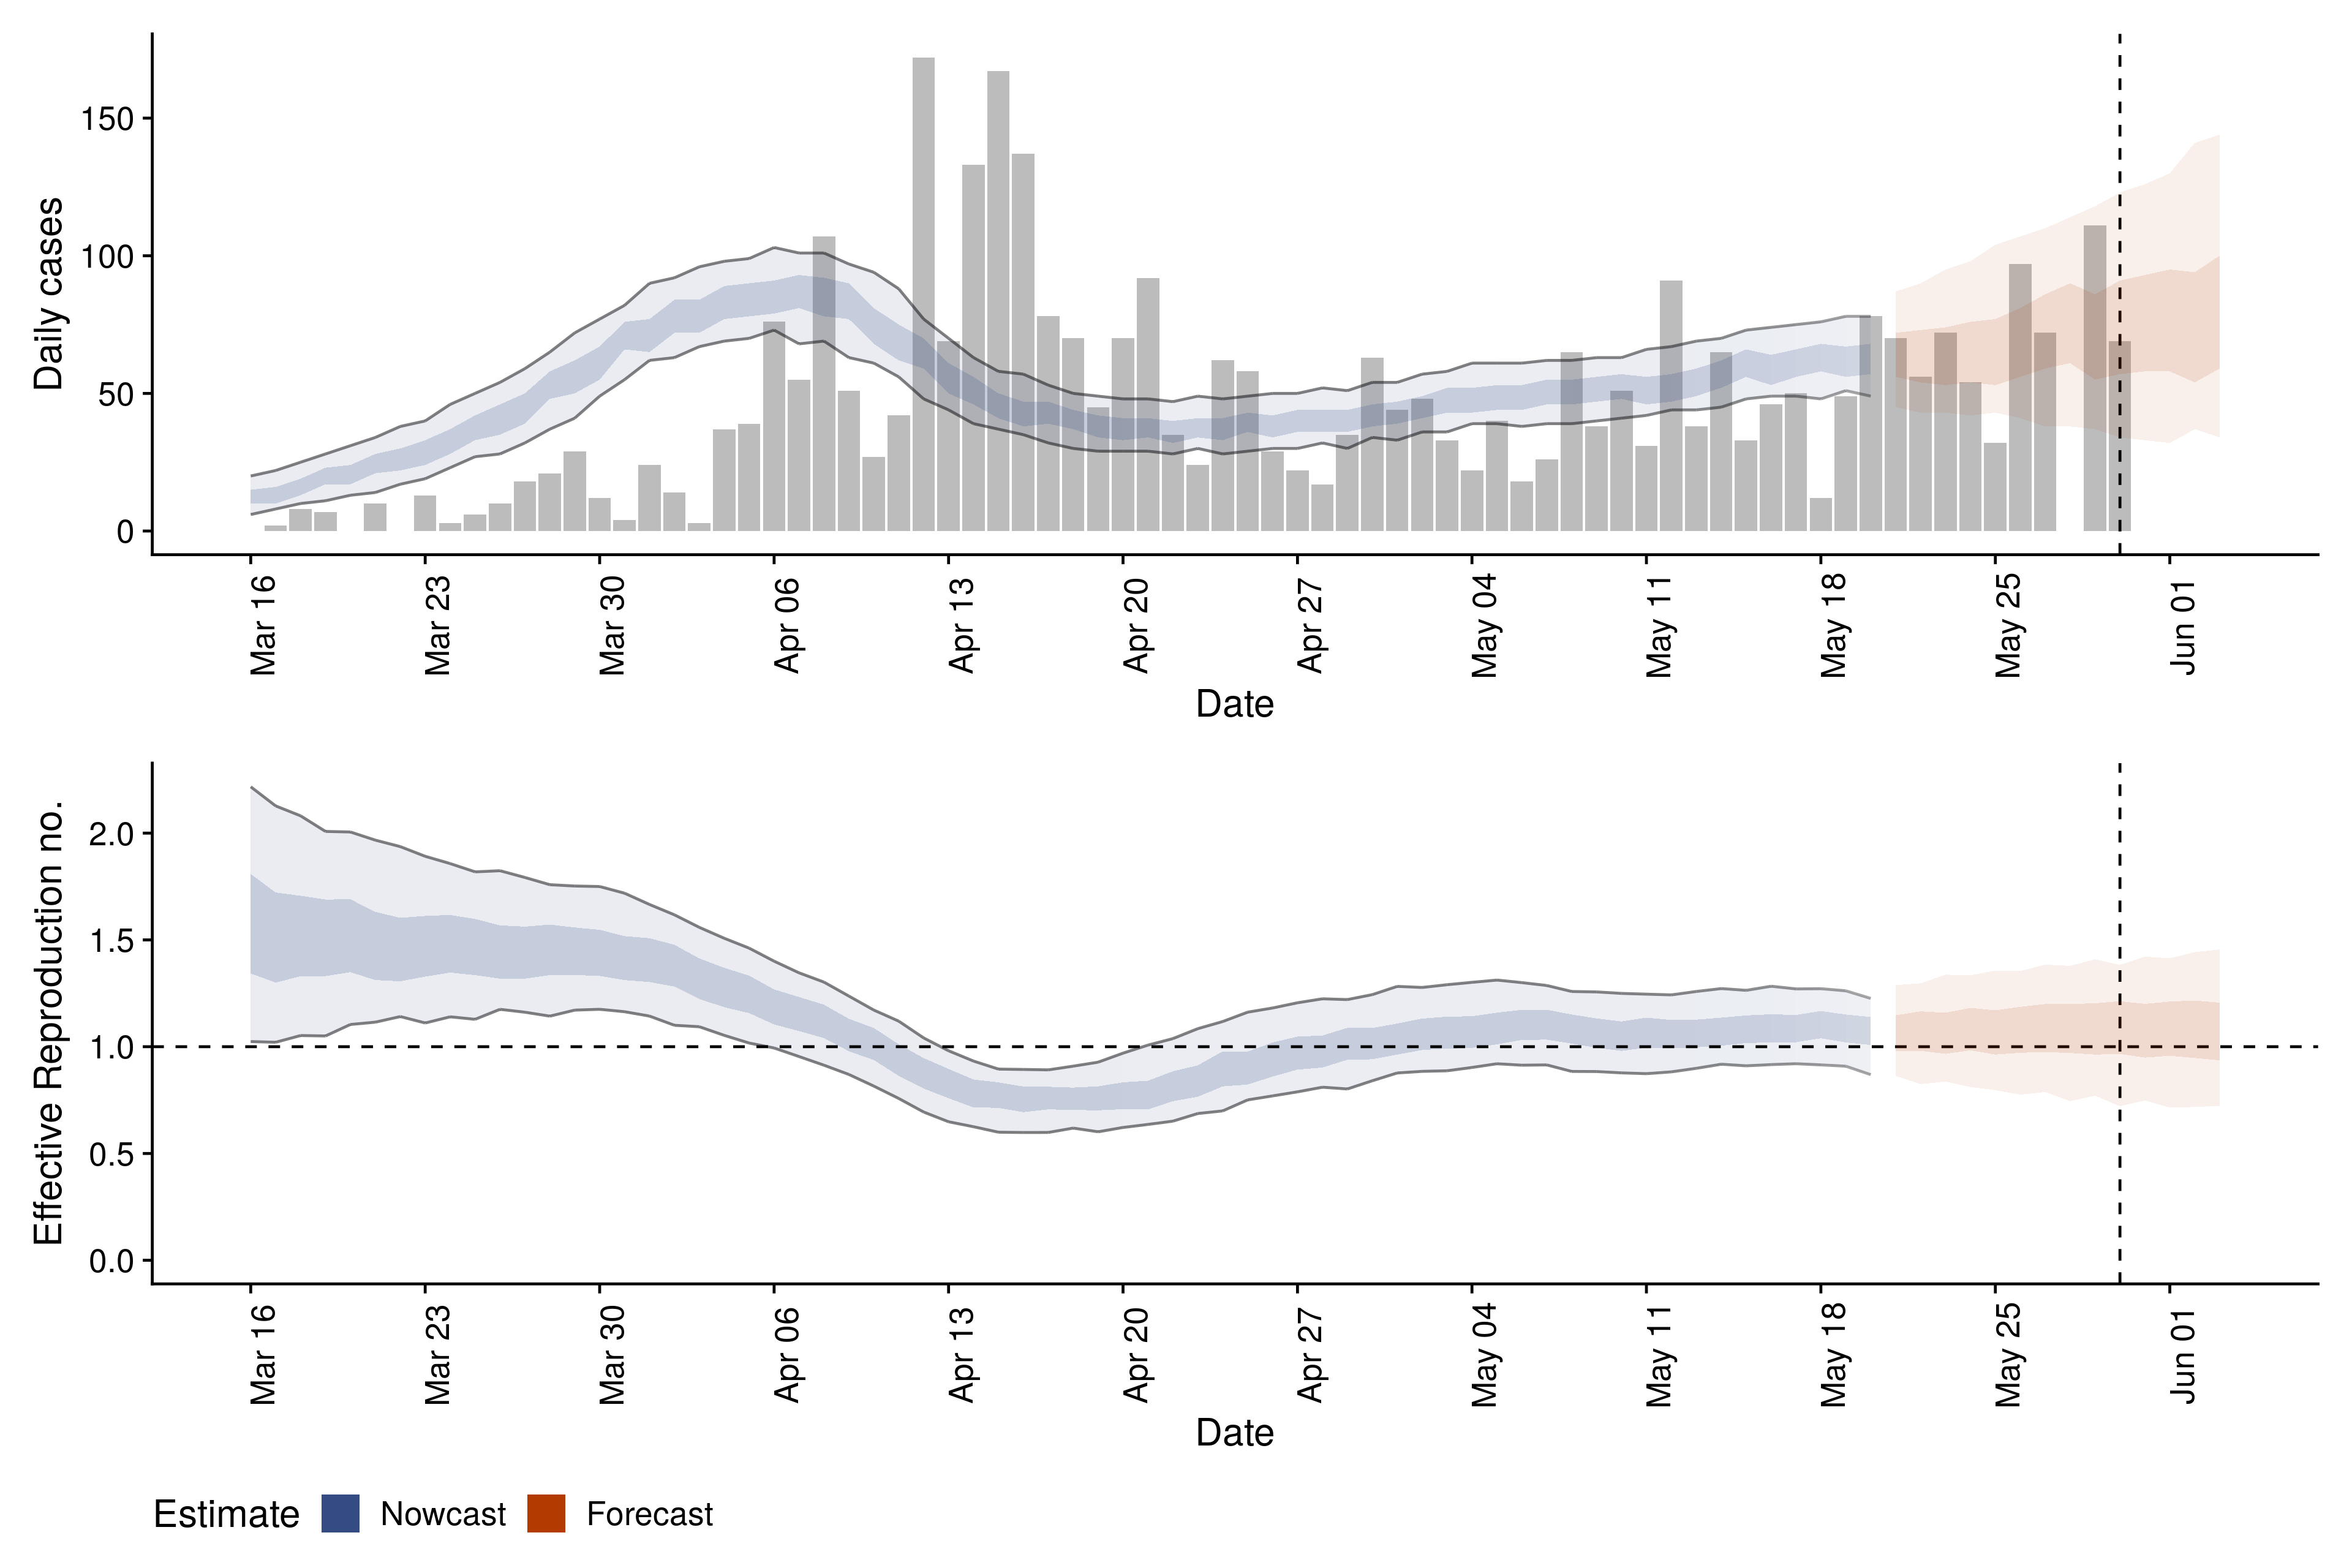 Daily cases
150
100
50
0
Mar 16
Mar 23
Mar 30
Apr 06
Apr 13
Apr 20
Apr 27
May 04
May 11
May 18
May 25
Jun 01
Date
Effective Reproduction no.
2.0
1.5
1.0
0.5
0.0
Mar 16
Mar 23
Mar 30
Apr 06
Apr 13
Apr 20
Apr 27
May 04
May 11
May 18
May 25
Jun 01
Date
Estimate Nowcast Forecast